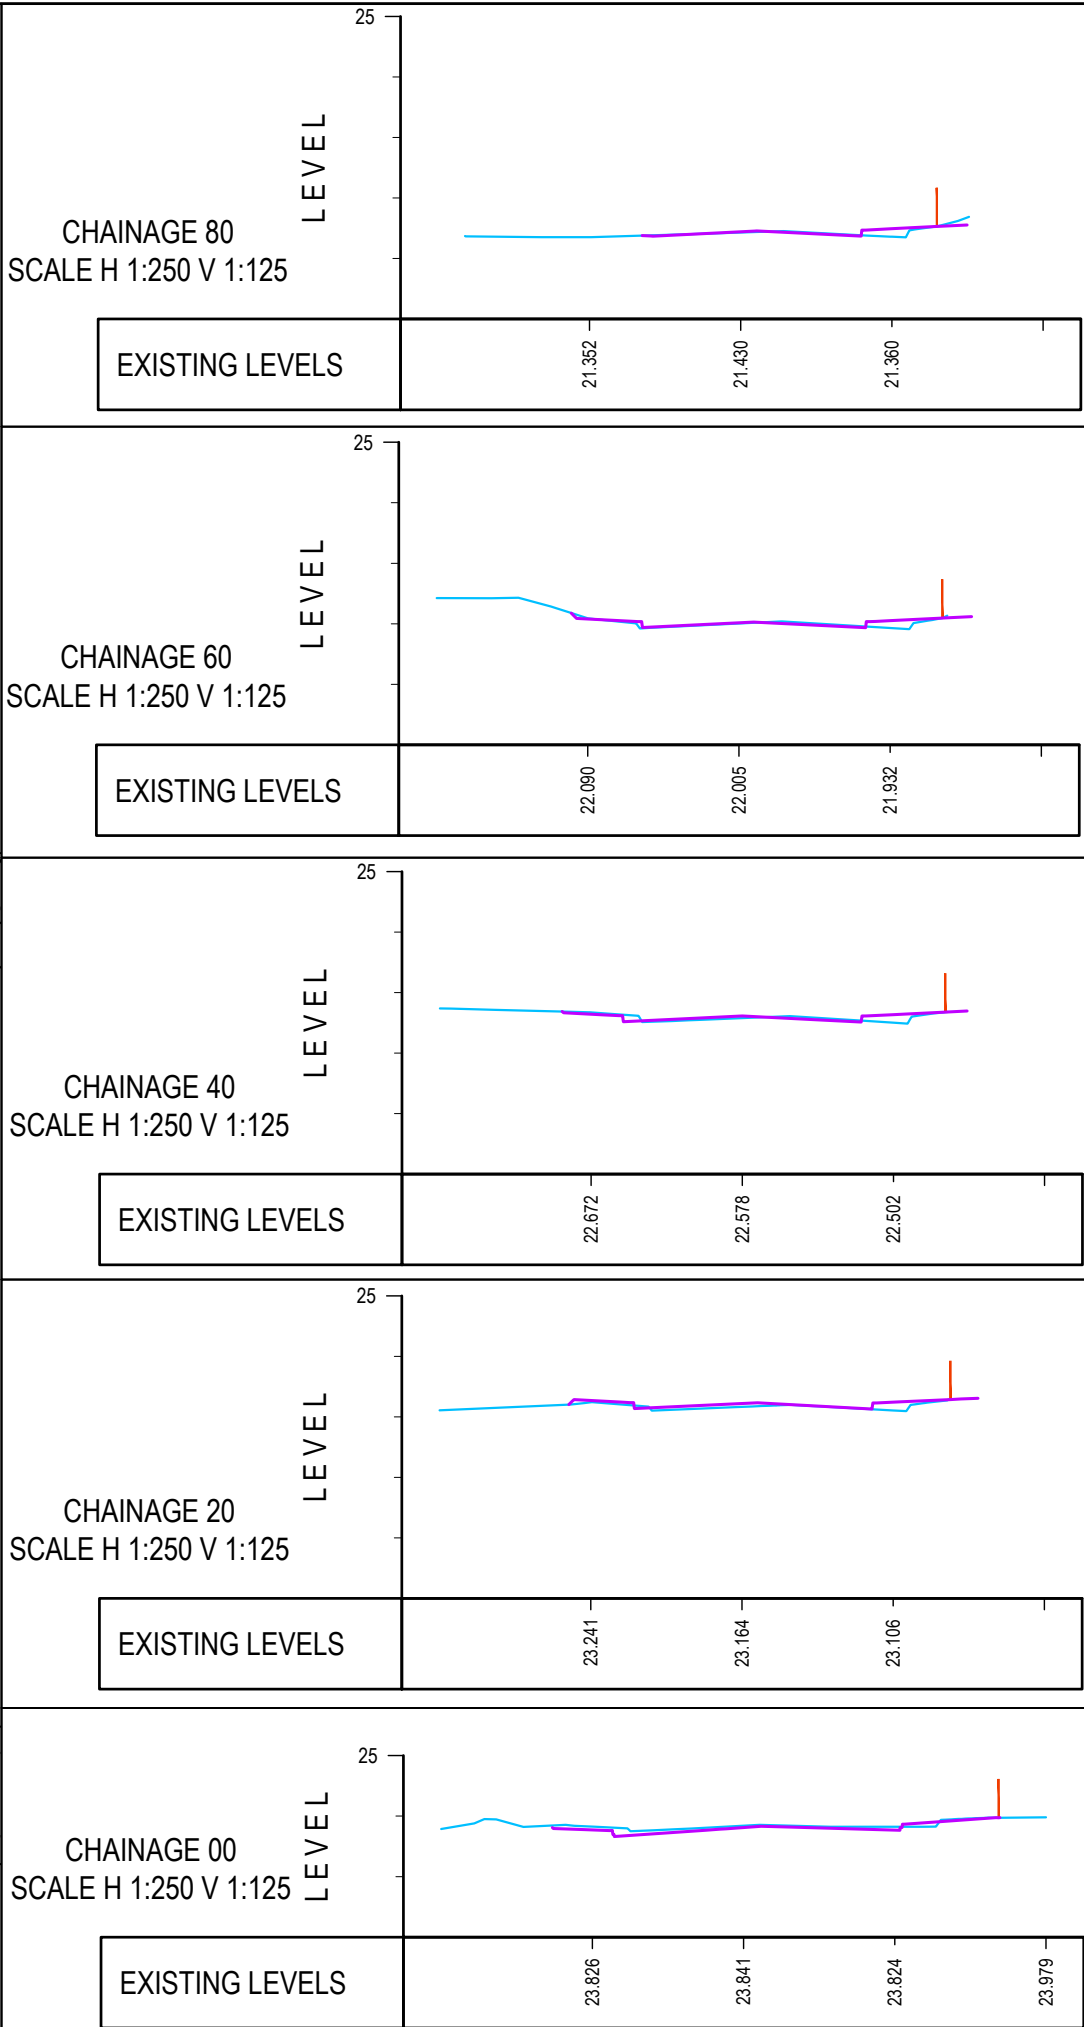 25
LEVEL
CHAINAGE 80
SCALE H 1:250 V 1:125
EXISTING LEVELS
21.352
21.430
21.360
25
LEVEL
CHAINAGE 60
SCALE H 1:250 V 1:125
EXISTING LEVELS
22.090
22.005
21.932
25
LEVEL
CHAINAGE 40
SCALE H 1:250 V 1:125
EXISTING LEVELS
22.672
22.578
22.502
25
LEVEL
CHAINAGE 20
SCALE H 1:250 V 1:125
EXISTING LEVELS
23.241
23.164
23.106
25
LEVEL
CHAINAGE 00
SCALE H 1:250 V 1:125
EXISTING LEVELS
23.826
23.841
23.824
23.979